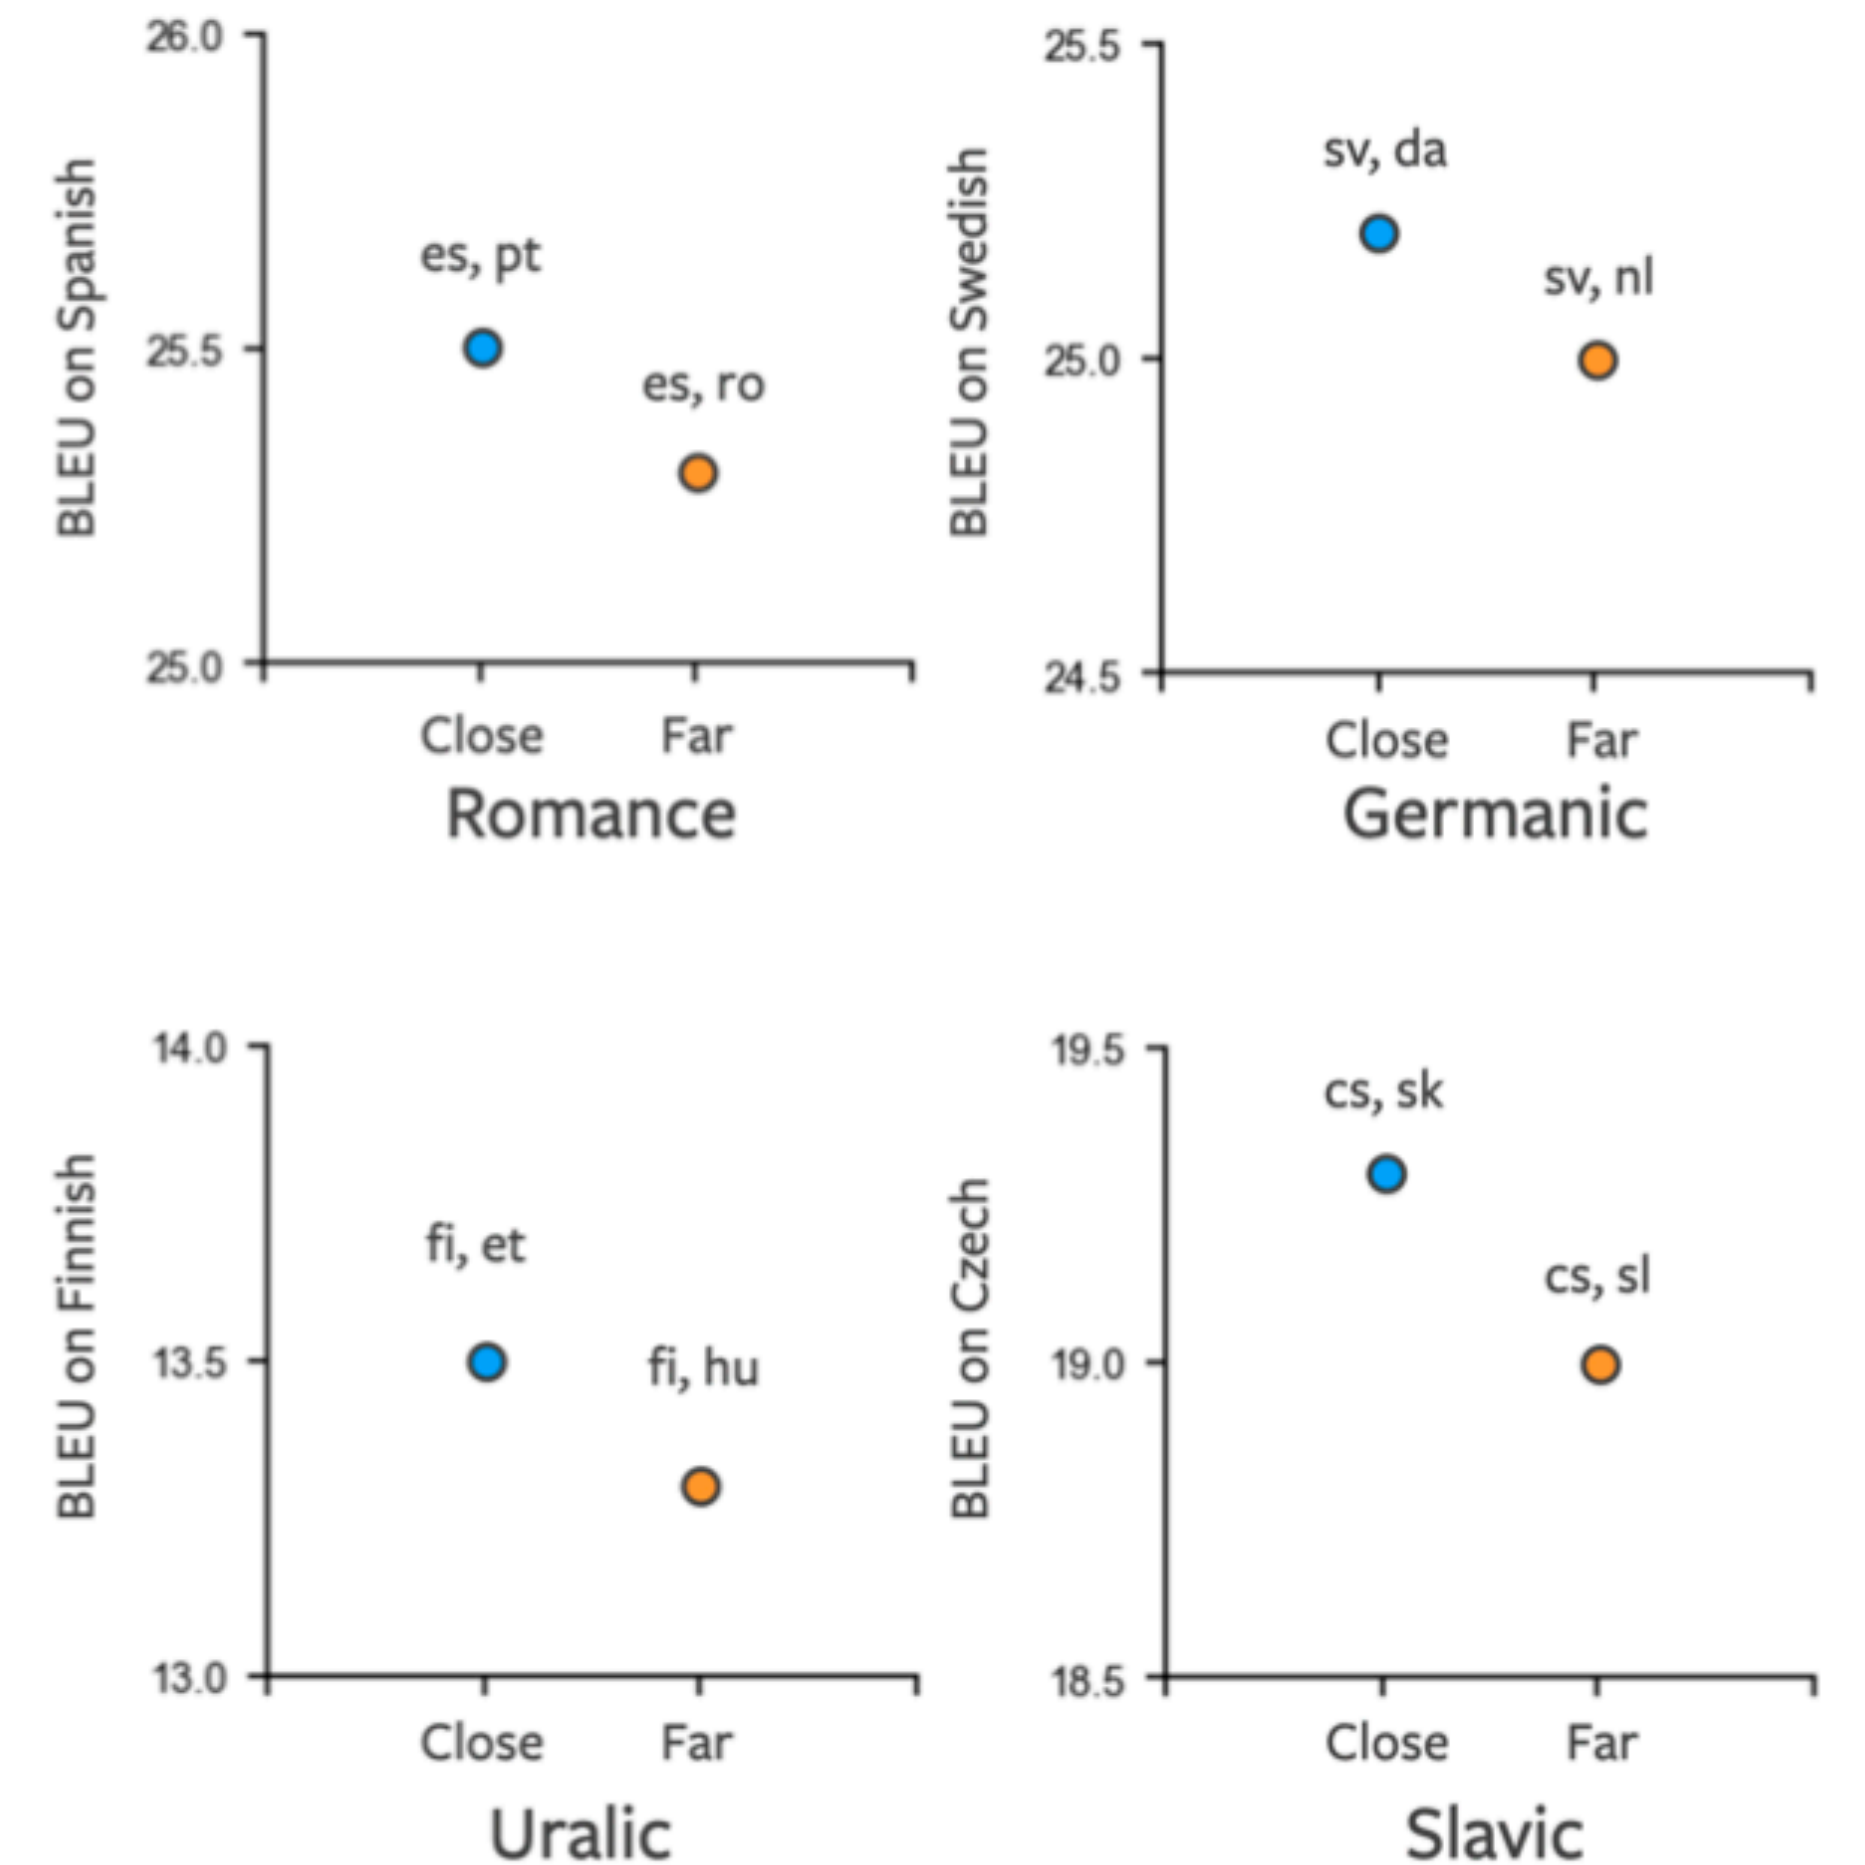 26.0
25.5
25.0
BLEU on Spanish
es, pt
es, ro
Close
Far
Romance
25.5
25.0
24.5
BLEU on Swedish
sv, da
sv, nl
Close
Far
Germanic
14.0
13.5
13.0
BLEU on Finnish
fi, et
fi, hu
Close
Far
Uralic
19.5
19.0
18.5
BLEU on Czech
cs, sk
cs, sl
Close
Far
Slavic